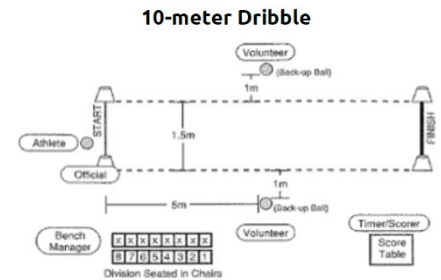 10-meter Dribble
Volunteer
(Back-up Ball)
1m
START
1.5m
FINISH
Athlete
Official
1m
5m
(Back-up Ball)
Volunteer
Timer/Scorer
Bench
Manager
X X X X X X X X
8 7 6 5 4 3 2 1
Score
Table
Division Seated in Chairs